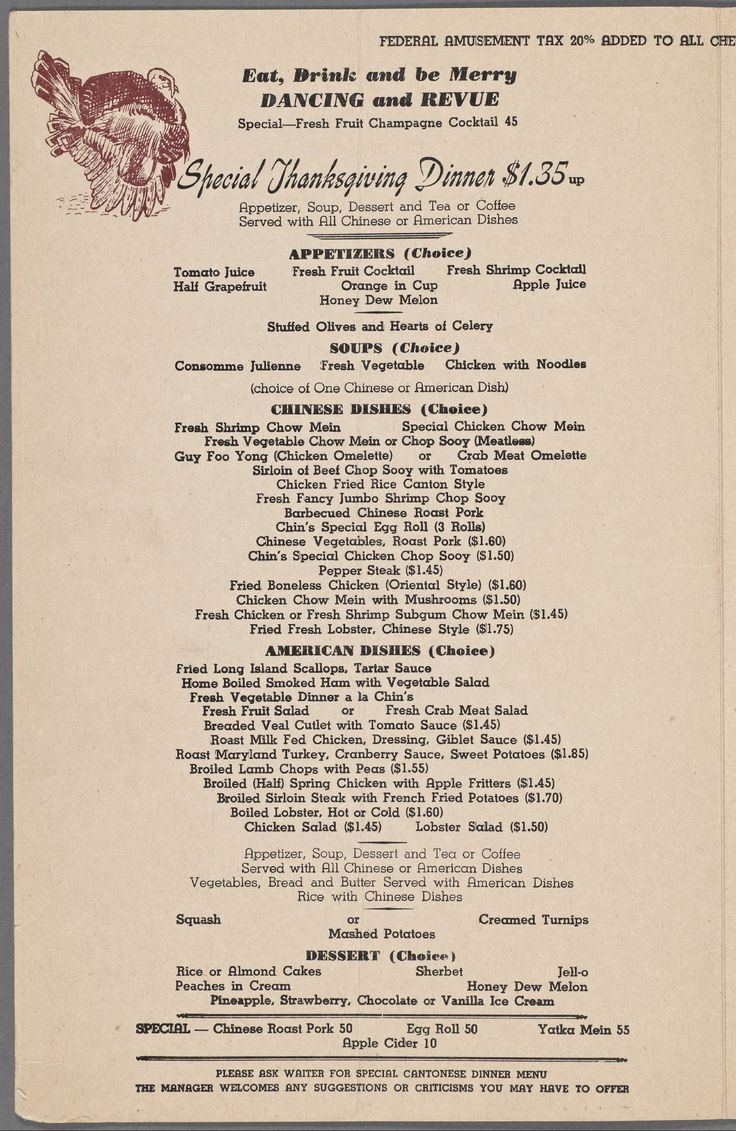 FEDERAL AMUSEMENT TAX 20% ADDED TO ALL CHE
Eat, Drink and be Merry
DANCING and REVUE
Special—Fresh Fruit Champagne Cocktail 45
Special Thanksgiving Dinner $1.35 up
Appetizer, Soup, Dessert and Tea or Coffee
Served with All Chinese or American Dishes
APPETIZERS (Choice)
Tomato Juice Fresh Fruit Cocktail Fresh Shrimp Cocktail
Half Grapefruit Orange in Cup Apple Juice
Honey Dew Melon
Stuffed Olives and Hearts of Celery
SOUPS (Choice)
Consomme Julienne Fresh Vegetable Chicken with Noodles
(choice of One Chinese or American Dish)
CHINESE DISHES (Choice)
Fresh Shrimp Chow Mein Special Chicken Chow Mein
Fresh Vegetable Chow Mein or Chop Sooy (Meatless)
Guy Foo Yong (Chicken Omelette) or Crab Meat Omelette
Sirloin of Beef Chop Sooy with Tomatoes
Chicken Fried Rice Canton Style
Fresh Fancy Jumbo Shrimp Chop Sooy
Barbecued Chinese Roast Pork
Chin's Special Egg Roll (3 Rolls)
Chinese Vegetables, Roast Pork ($1.60)
Chin's Special Chicken Chop Sooy ($1.50)
Pepper Steak ($1.45)
Fried Boneless Chicken (Oriental Style) ($1.60)
Chicken Chow Mein with Mushrooms ($1.50)
Fresh Chicken or Fresh Shrimp Subgum Chow Mein ($1.45)
Fried Fresh Lobster, Chinese Style ($1.75)
AMERICAN DISHES (Choice)
Fried Long Island Scallops, Tartar Sauce
Home Boiled Smoked Ham with Vegetable Salad
Fresh Vegetable Dinner a la Chin's
Fresh Fruit Salad or Fresh Crab Meat Salad
Breaded Veal Cutlet with Tomato Sauce ($1.45)
Roast Milk Fed Chicken, Dressing, Giblet Sauce ($1.45)
Roast Maryland Turkey, Cranberry Sauce, Sweet Potatoes ($1.85)
Broiled Lamb Chops with Peas ($1.55)
Broiled (Half) Spring Chicken with Apple Fritters ($1.45)
Broiled Sirloin Steak with French Fried Potatoes ($1.70)
Boiled Lobster, Hot or Cold ($1.60)
Chicken Salad ($1.45) Lobster Salad ($1.50)
Appetizer, Soup, Dessert and Tea or Coffee
Served with All Chinese or American Dishes
Vegetables, Bread and Butter Served with American Dishes
Rice with Chinese Dishes
Squash or Creamed Turnips
Mashed Potatoes
DESSERT (Choice)
Rice or Almond Cakes Sherbet Jell-o
Peaches in Cream Honey Dew Melon
Pineapple, Strawberry, Chocolate or Vanilla Ice Cream
SPECIAL — Chinese Roast Pork 50 Egg Roll 50 Yatka Mein 55
Apple Cider 10
PLEASE ASK WAITER FOR SPECIAL CANTONESE DINNER MENU
THE MANAGER WELCOMES ANY SUGGESTIONS OR CRITICISMS YOU MAY HAVE TO OFFER